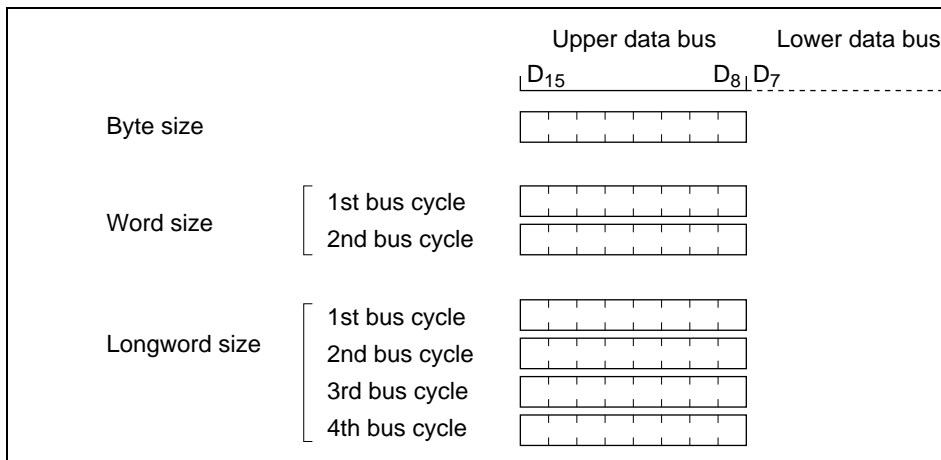 Upper data bus Lower data bus
D15 D8 D7
Byte size
Word size
1st bus cycle
2nd bus cycle
Longword size
1st bus cycle
2nd bus cycle
3rd bus cycle
4th bus cycle